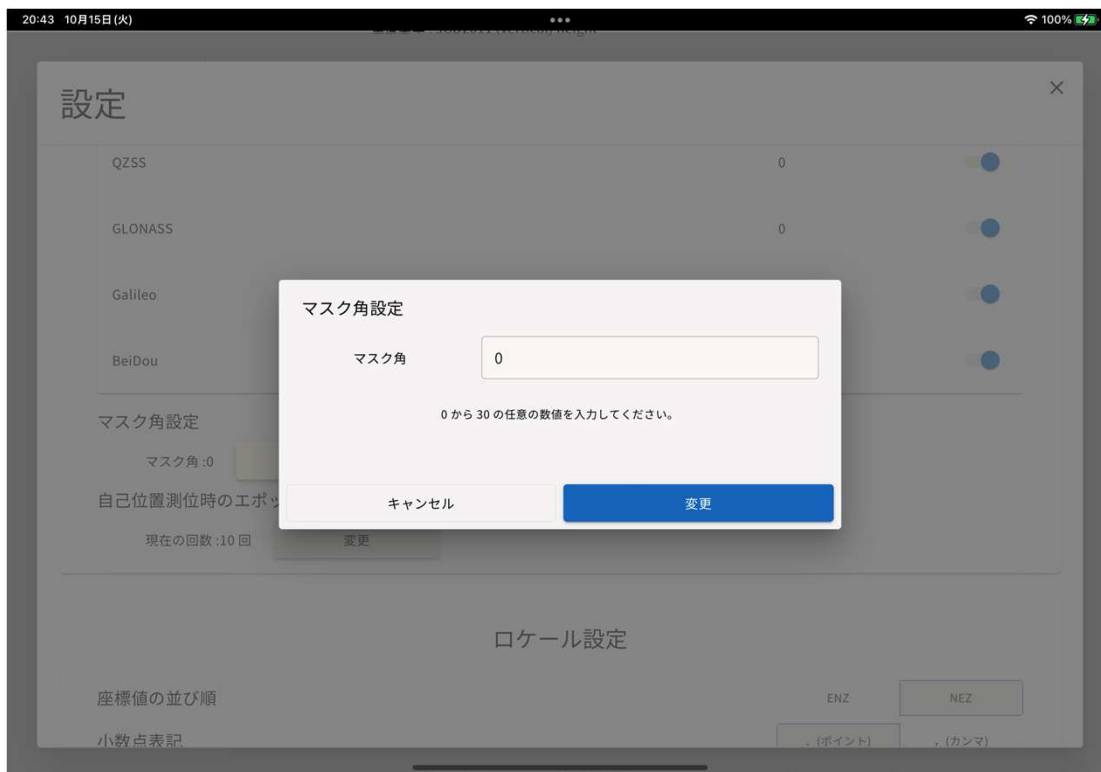 20:43 10月15日(火)
100%
設定
QZSS 0
GLONASS 0
Galileo
BeiDou
マスク角設定
マスク角 0
0 から 30 の任意の数値を入力してください。
キャンセル 変更
マスク角設定
マスク角 :0
自己位置測位時のエポッ
現在の回数 :10 回 変更
ロケール設定
座標値の並び順 ENZ NEZ
小数点表記 . (ポイント) , (カンマ)